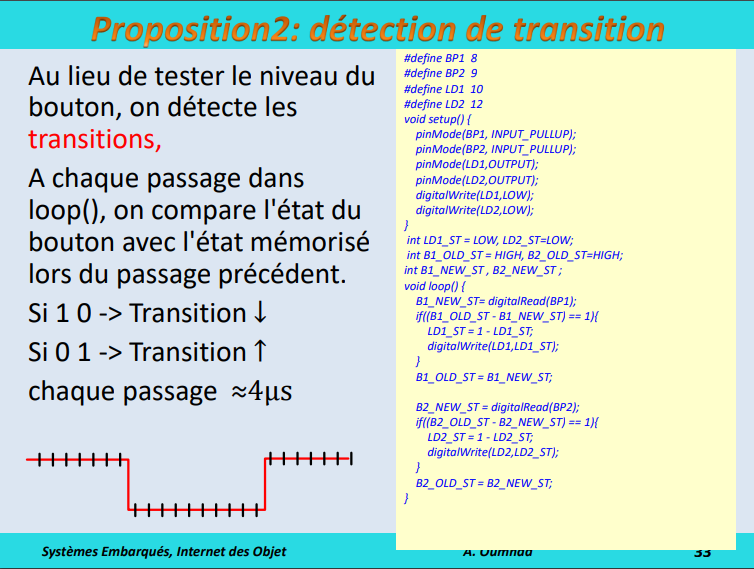 Proposition2: détection de transition
Au lieu de tester le niveau du
bouton, on détecte les
transitions,
A chaque passage dans
loop(), on compare l'état du
bouton avec l'état mémorisé
lors du passage précédent.
Si 1 0 -> Transition ↓
Si 0 1 -> Transition ↑
chaque passage ≈4μs
#define BP1 8
#define BP2 9
#define LD1 10
#define LD2 12
void setup() {
pinMode(BP1, INPUT_PULLUP);
pinMode(BP2, INPUT_PULLUP);
pinMode(LD1,OUTPUT);
pinMode(LD2,OUTPUT);
digitalWrite(LD1,LOW);
digitalWrite(LD2,LOW);
}
int LD1_ST = LOW, LD2_ST=LOW;
int B1_OLD_ST = HIGH, B2_OLD_ST=HIGH;
int B1_NEW_ST , B2_NEW_ST ;
void loop() {
B1_NEW_ST= digitalRead(BP1);
if((B1_OLD_ST - B1_NEW_ST) == 1){
LD1_ST = 1 - LD1_ST;
digitalWrite(LD1,LD1_ST);
}
B1_OLD_ST = B1_NEW_ST;
B2_NEW_ST = digitalRead(BP2);
if((B2_OLD_ST - B2_NEW_ST) == 1){
LD2_ST = 1 - LD2_ST;
digitalWrite(LD2,LD2_ST);
}
B2_OLD_ST = B2_NEW_ST;
}
Systèmes Embarqués, Internet des Objet
A. Oumnad
33